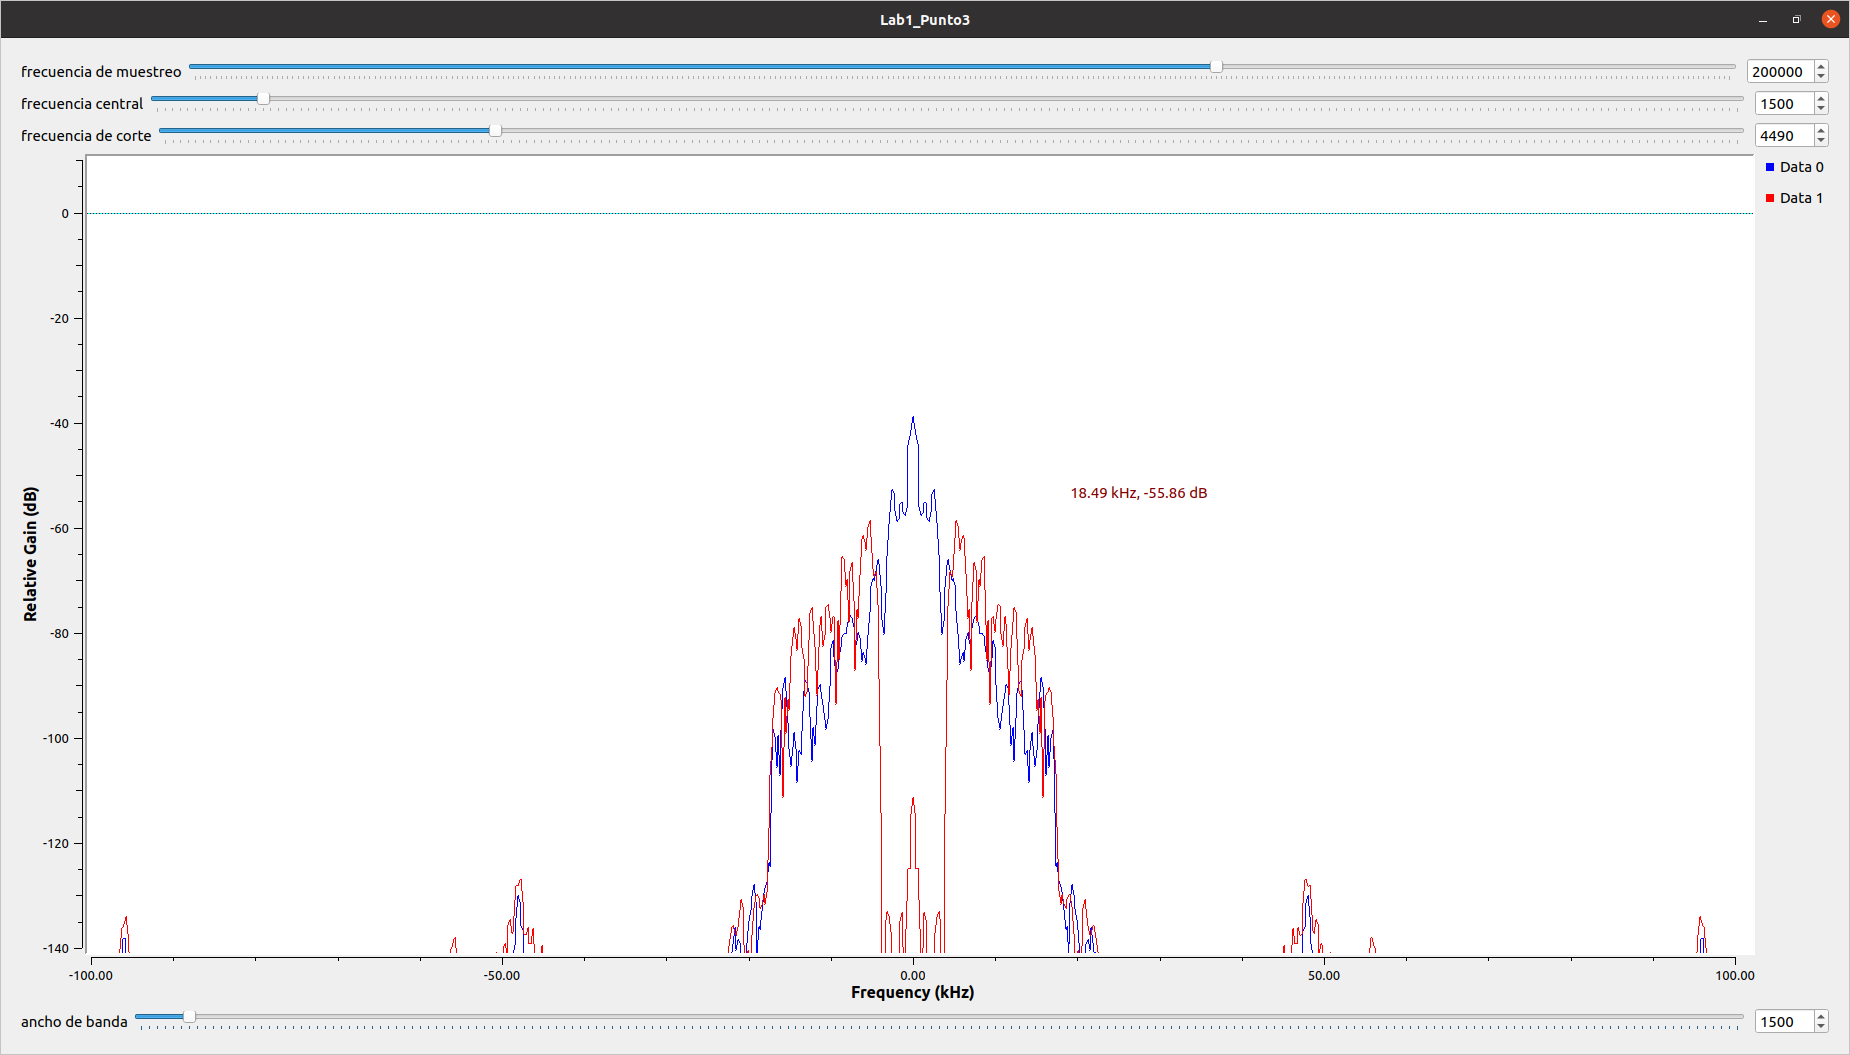 Lab1_Punto3
frecuencia de muestreo 200000
frecuencia central 1500
frecuencia de corte 4490
Data 0
Data 1
0
-20
-40
-60
-80
-100
-120
-140
Relative Gain (dB)
18.49 kHz, -55.86 dB
-100.00 -50.00 0.00 50.00 100.00
Frequency (kHz)
ancho de banda 1500